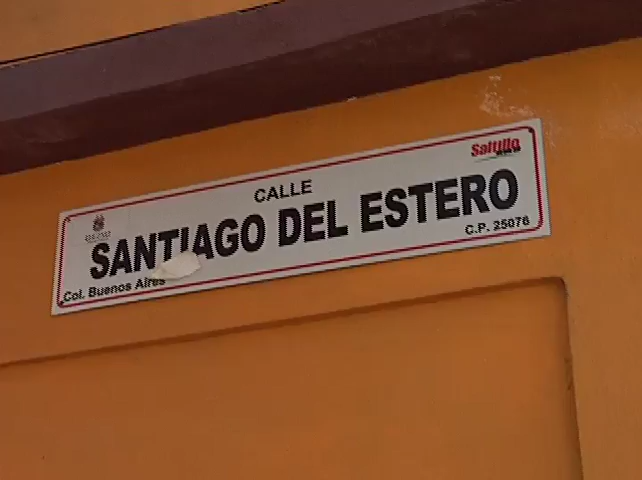 Saltillo
CALLE
SANTIAGO DEL ESTERO
Col. Buenos Aires
C.P. 25076